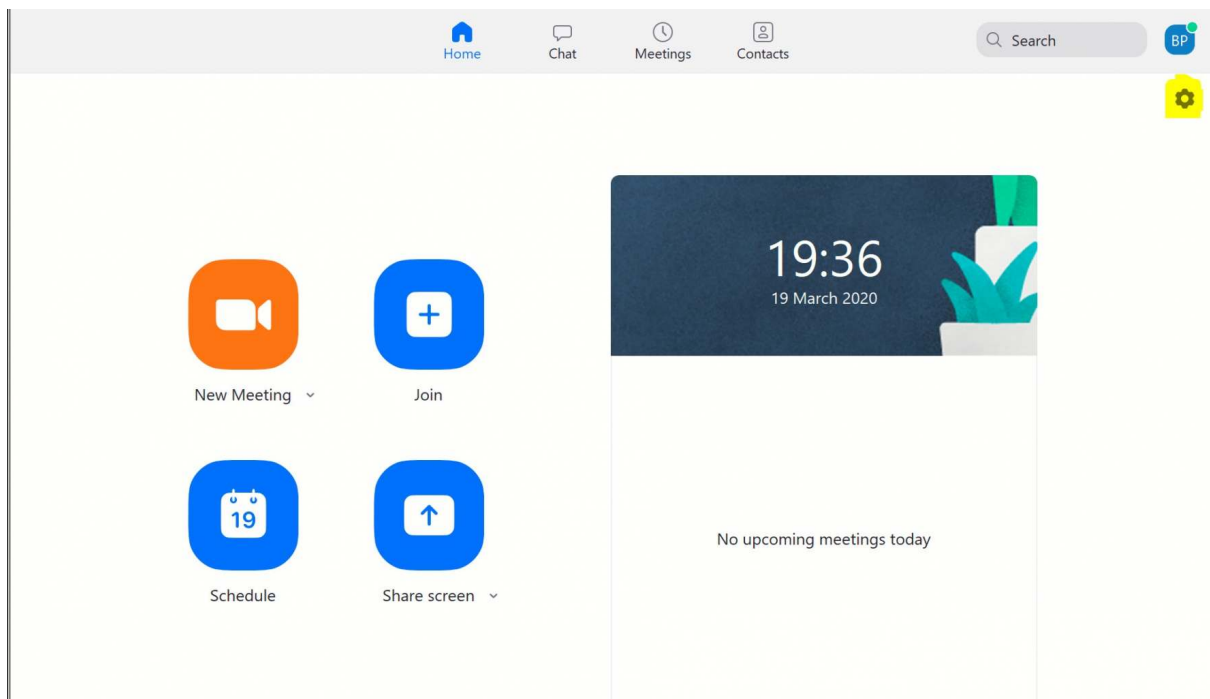 Home
Chat
Meetings
Contacts
Search
BP
19:36
19 March 2020
New Meeting
Join
19
Schedule
Share screen
No upcoming meetings today